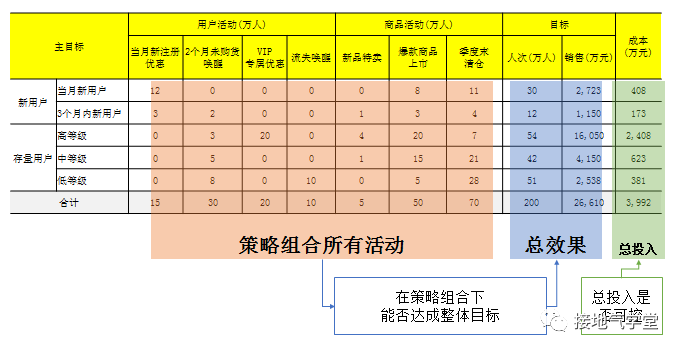 主目标 用户活动(万人) 商品活动(万人) 目标 成本(万元)
当月新注册优惠 2个月未购货唤醒 VIP专属优惠 流失唤醒 新品特卖 爆款商品上市 季度末清仓 人次(万人) 销售(万元)
新用户 当月新用户 12 0 0 0 0 8 11 30 2,723 408
3个月内新用户 3 2 0 0 1 3 4 12 1,150 173
存量用户 高等级 0 3 20 0 4 20 7 54 16,050 2,408
中等级 0 5 0 0 1 15 21 42 4,150 623
低等级 0 8 0 10 0 5 28 51 2,538 381
合计 15 30 20 10 5 50 70 200 26,610 3,992
策略组合所有活动 总效果 总投入
在策略组合下
能否达成整体目标
总投入是
否可控
接地气学堂